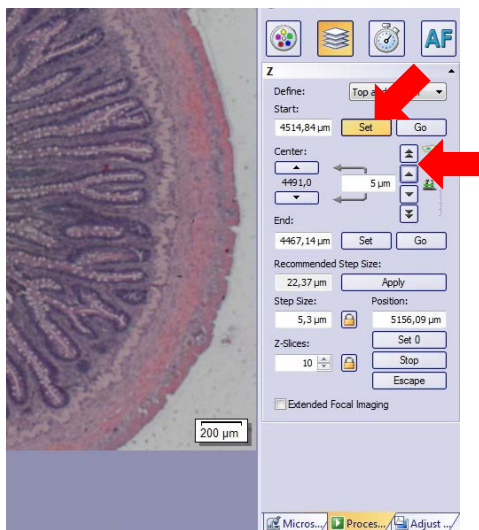 AF
Z
Define:
Start:
4514,84 µm Set Go
Center:
4491,0 5 µm
End:
4467,14 µm Set Go
Recommended Step Size:
22,37 µm Apply
Step Size: Position:
5,3 µm 5156,09 µm
Z-Slices: Set 0
10 Stop
Escape
Extended Focal Imaging
200 µm
Micros... Proces... Adjust ...